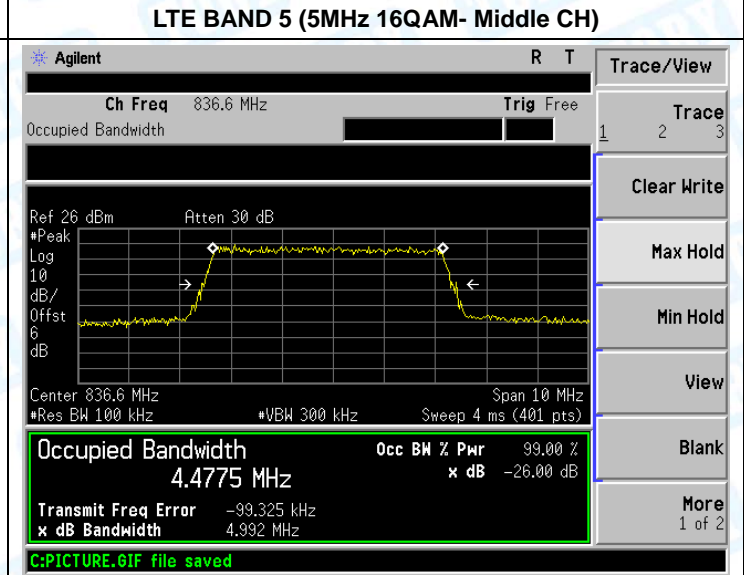 LTE BAND 5 (5MHz 16QAM- Middle CH)
Agilent R T
Ch Freq 836.6 MHz Trig Free
Occupied Bandwidth
Ref 26 dBm Atten 30 dB
#Peak
Log
10
dB/
Offst
6
dB
Center 836.6 MHz Span 10 MHz
#Res BW 100 kHz #VBW 300 kHz Sweep 4 ms (401 pts)
Occupied Bandwidth Occ BW % Pwr 99.00 %
4.4775 MHz x dB -26.00 dB
Transmit Freq Error -99.325 kHz
x dB Bandwidth 4.992 MHz
C:PICTURE.GIF file saved
Trace/View
Trace
1 2 3
Clear Write
Max Hold
Min Hold
View
Blank
More
1 of 2